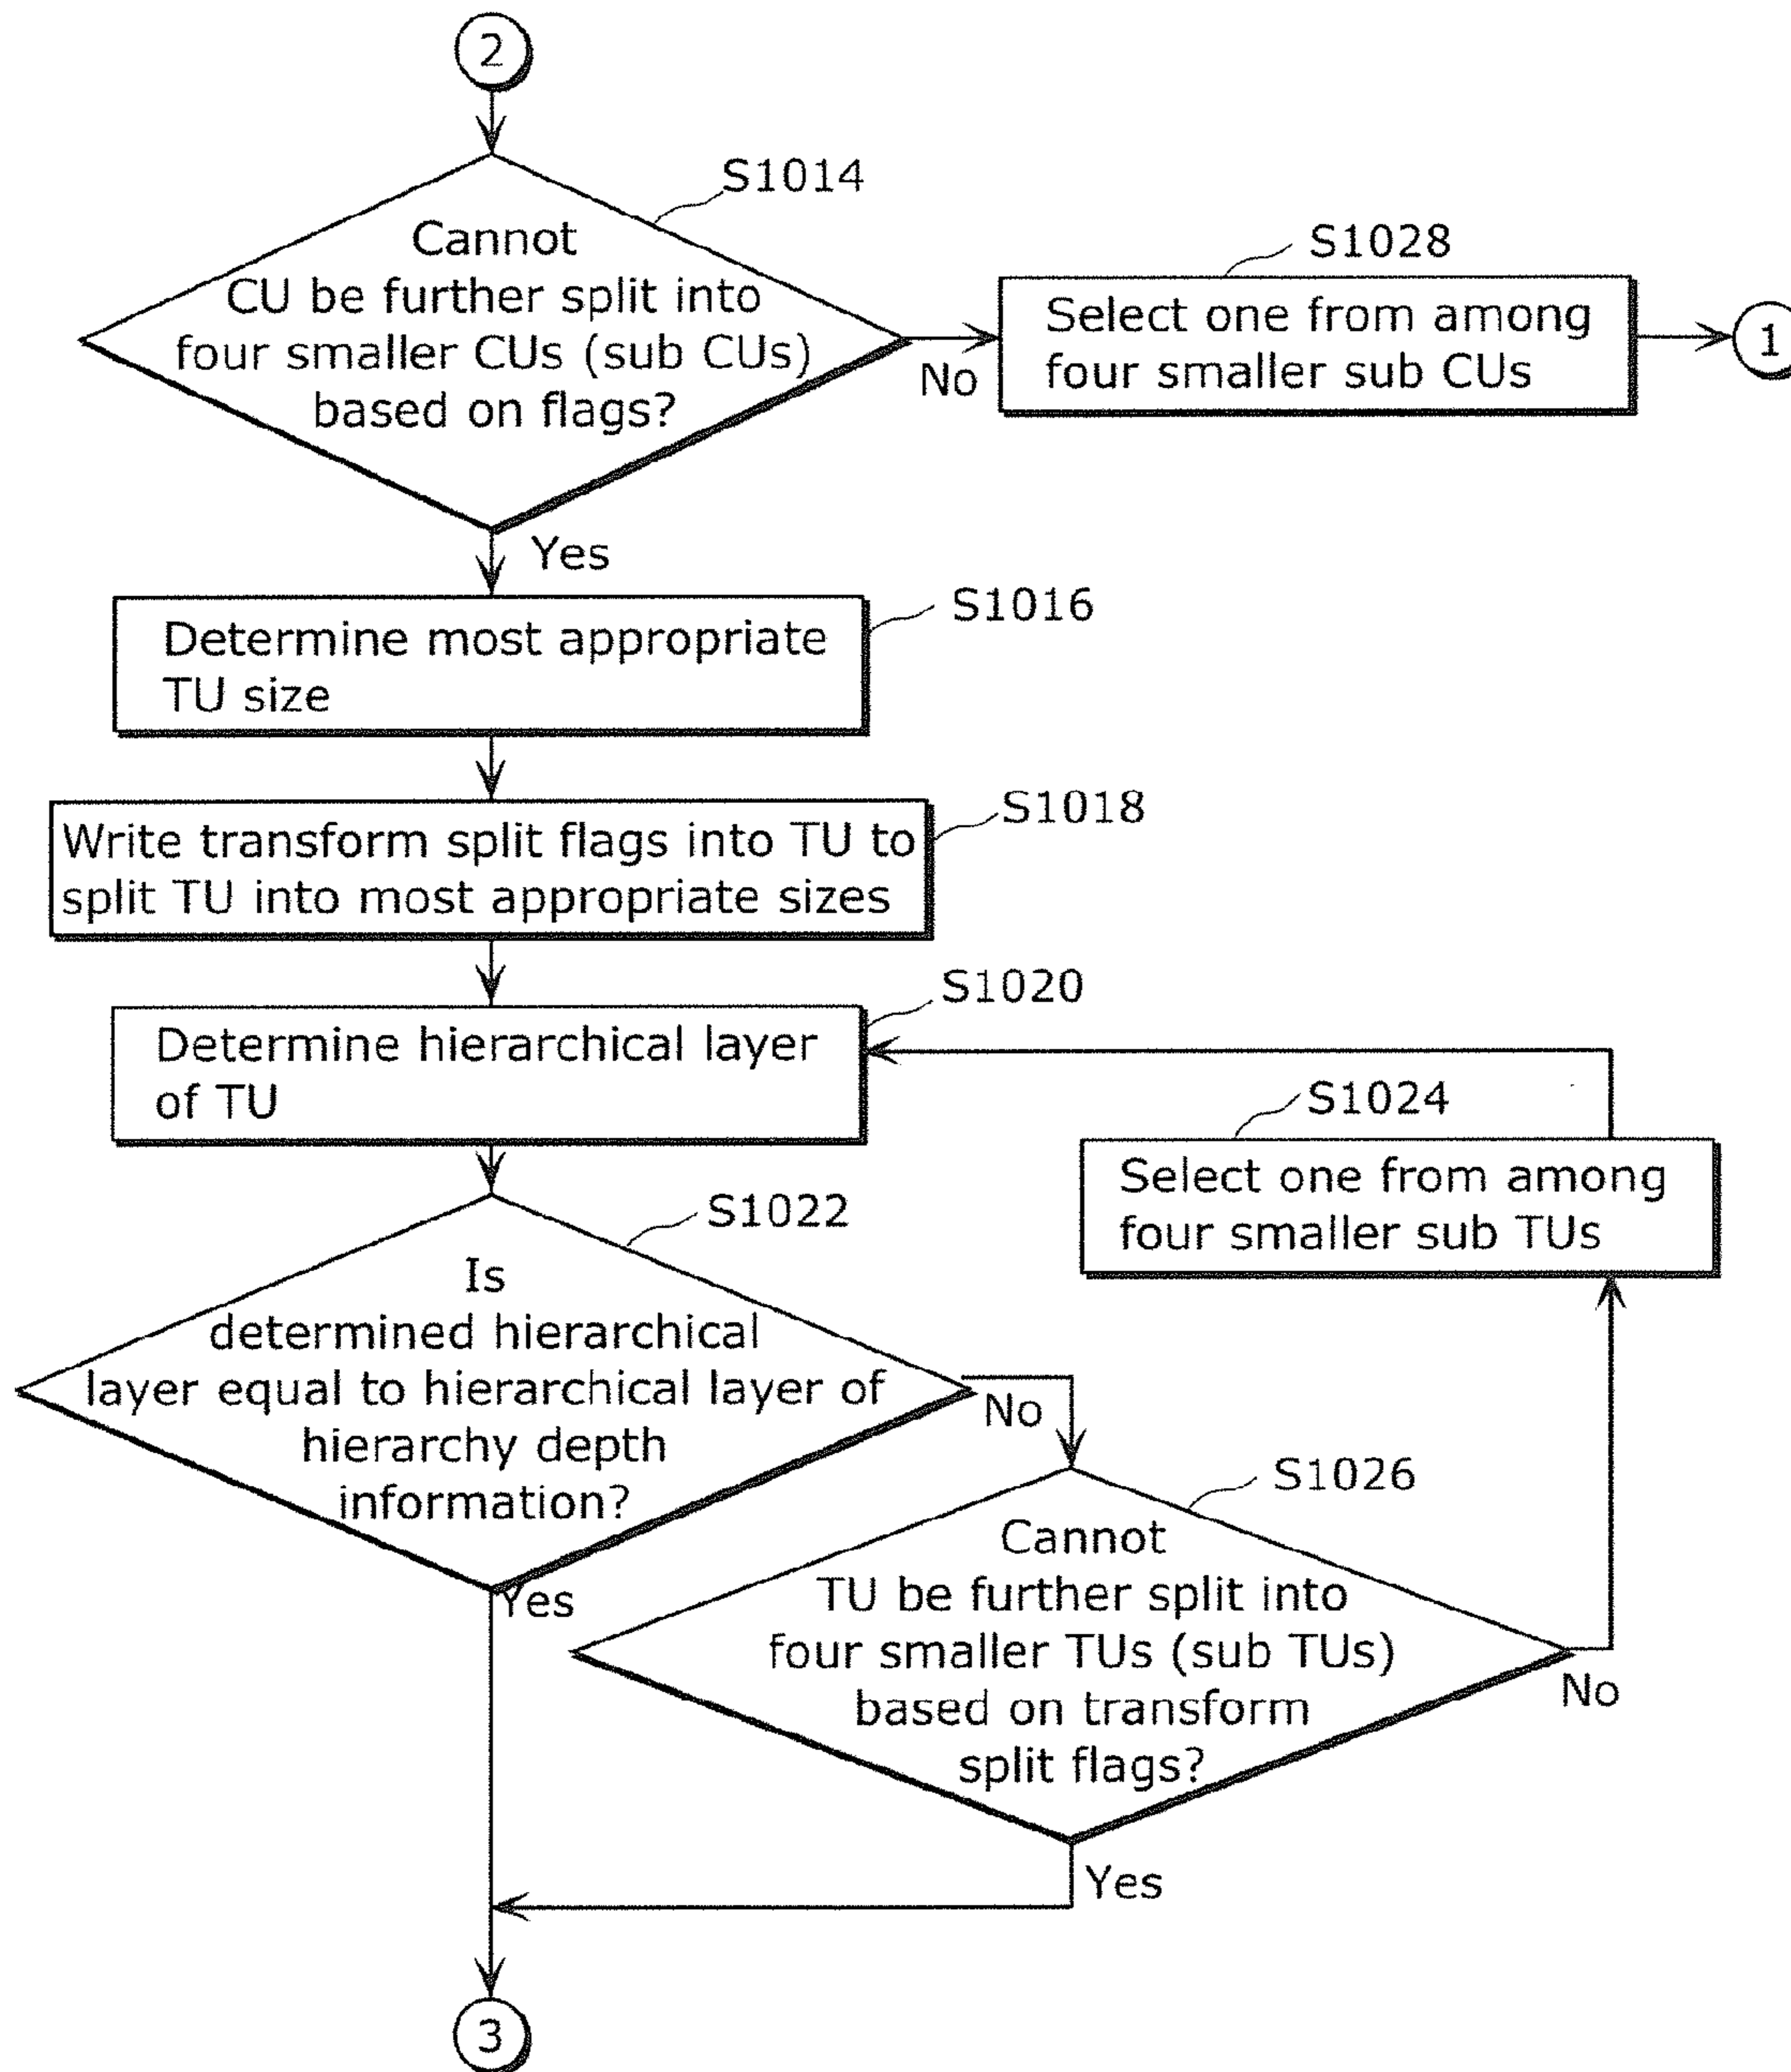 2
S1014
Cannot
CU be further split into
four smaller CUs (sub CUs)
based on flags?
No
S1028
Select one from among
four smaller sub CUs
1
Yes
S1016
Determine most appropriate
TU size
S1018
Write transform split flags into TU to
split TU into most appropriate sizes
S1020
Determine hierarchical layer
of TU
S1024
Select one from among
four smaller sub TUs
S1022
Is
determined hierarchical
layer equal to hierarchical layer of
hierarchy depth
information?
No
Yes
S1026
Cannot
TU be further split into
four smaller TUs (sub TUs)
based on transform
split flags?
No
Yes
3